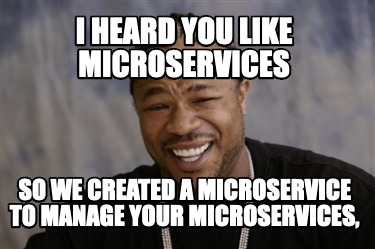 I HEARD YOU LIKE
MICROSERVICES
SO WE CREATED A MICROSERVICE
TO MANAGE YOUR MICROSERVICES,